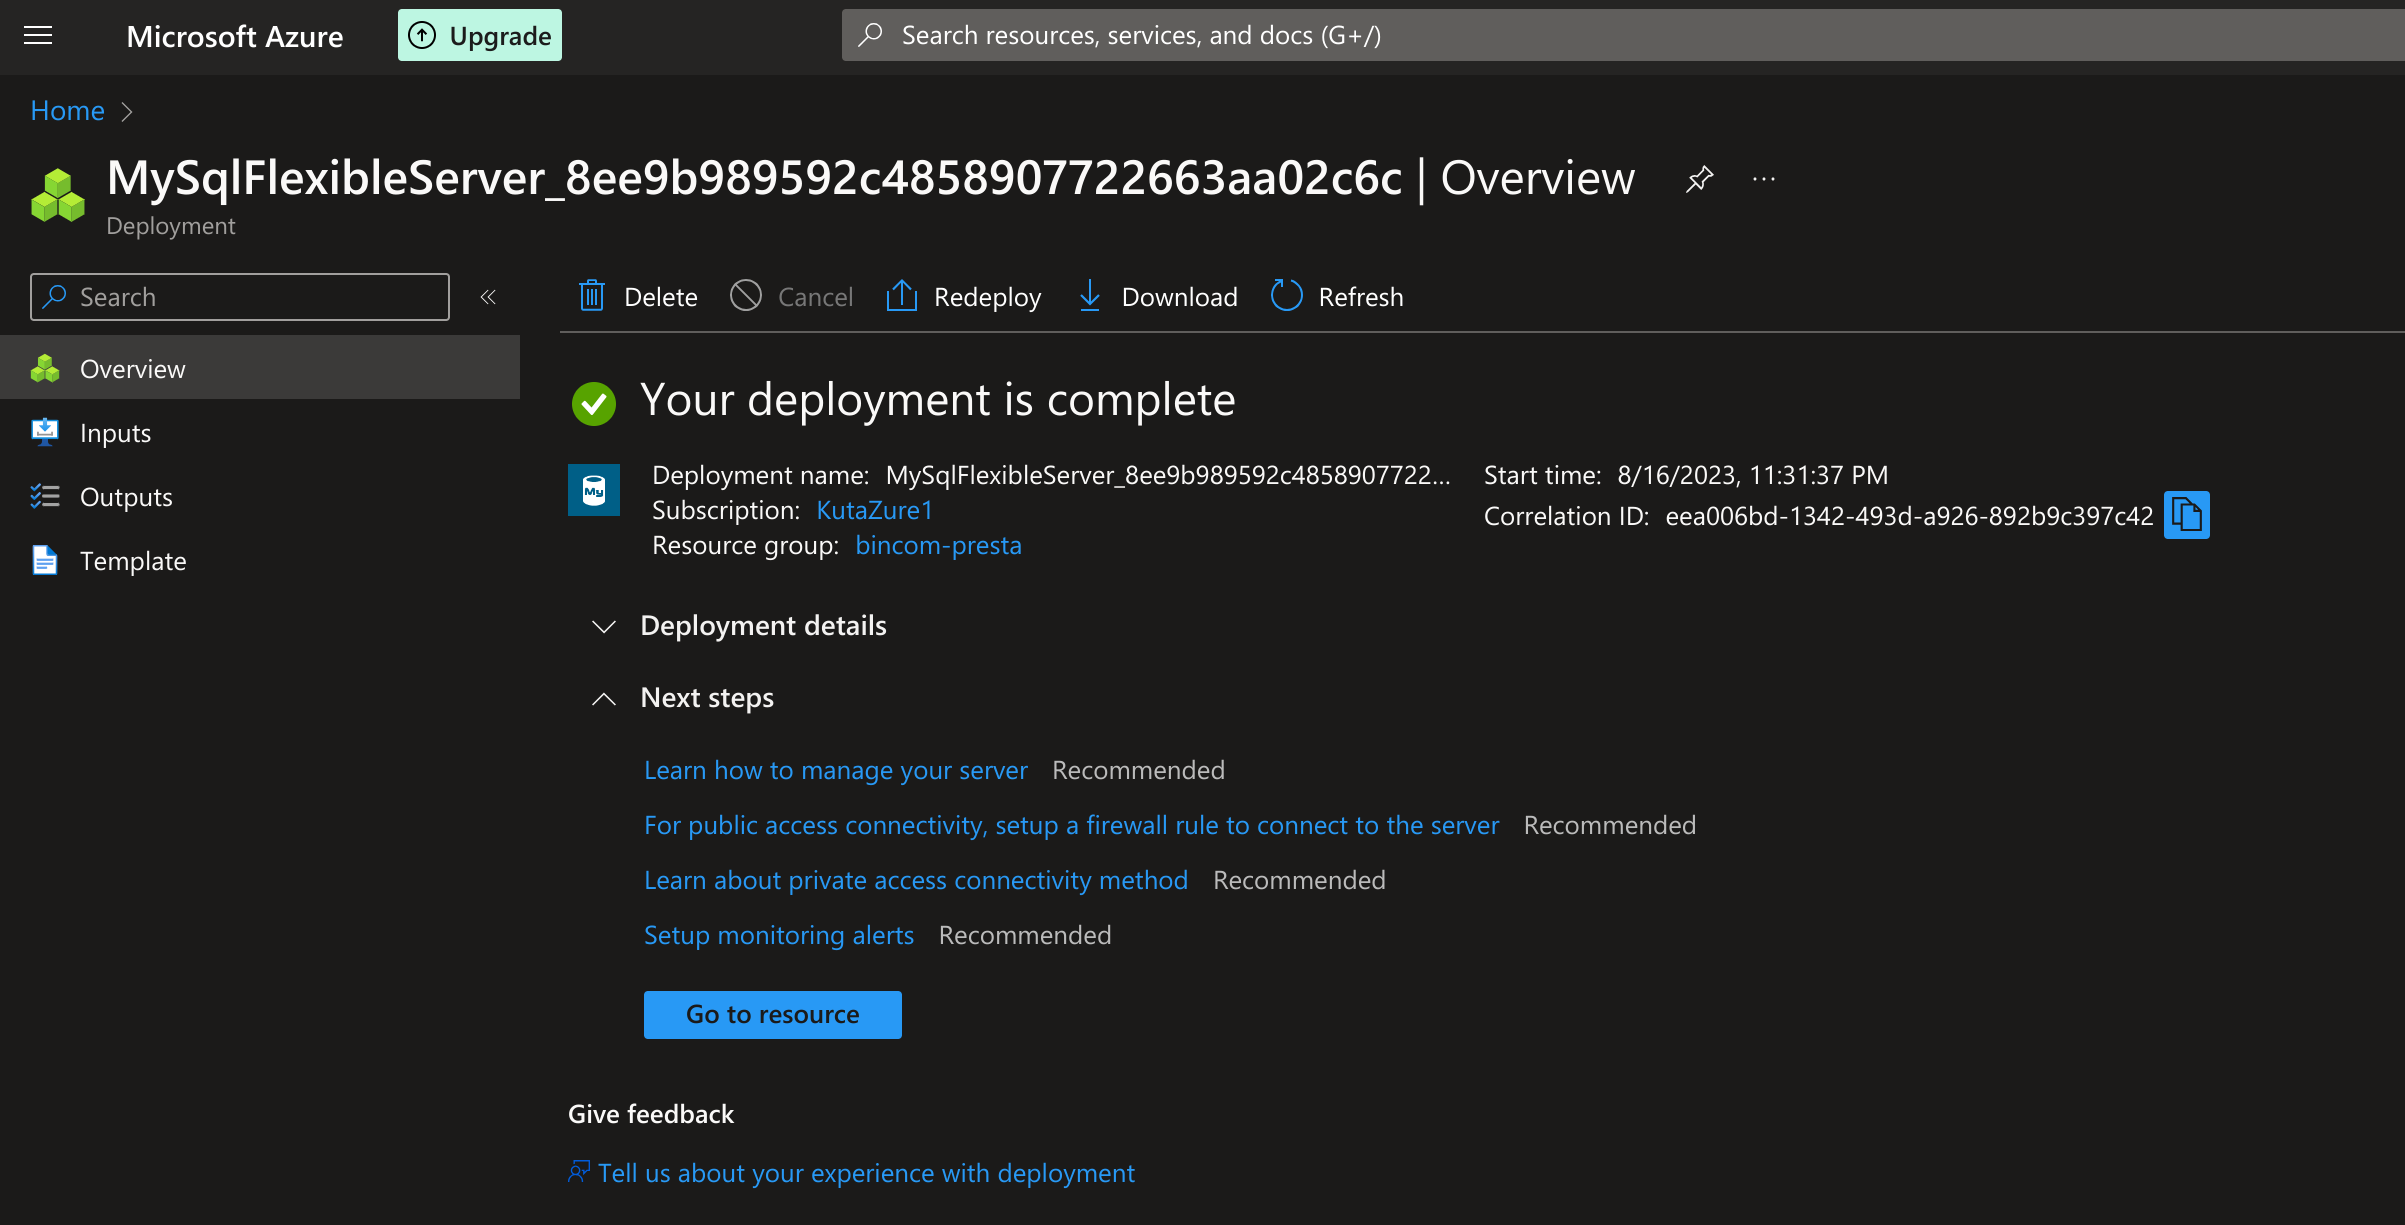 Microsoft Azure
Upgrade
Search resources, services, and docs (G+/)
Home
MySqlFlexibleServer_8ee9b989592c4858907722663aa02c6c | Overview
Deployment
Search
Delete Cancel Redeploy Download Refresh
Overview
Inputs
Outputs
Template
Your deployment is complete
My
Deployment name: MySqlFlexibleServer_8ee9b989592c4858907722...
Subscription: KutaZure1
Resource group: bincom-presta
Start time: 8/16/2023, 11:31:37 PM
Correlation ID: eea006bd-1342-493d-a926-892b9c397c42
Deployment details
Next steps
Learn how to manage your server Recommended
For public access connectivity, setup a firewall rule to connect to the server Recommended
Learn about private access connectivity method Recommended
Setup monitoring alerts Recommended
Go to resource
Give feedback
Tell us about your experience with deployment